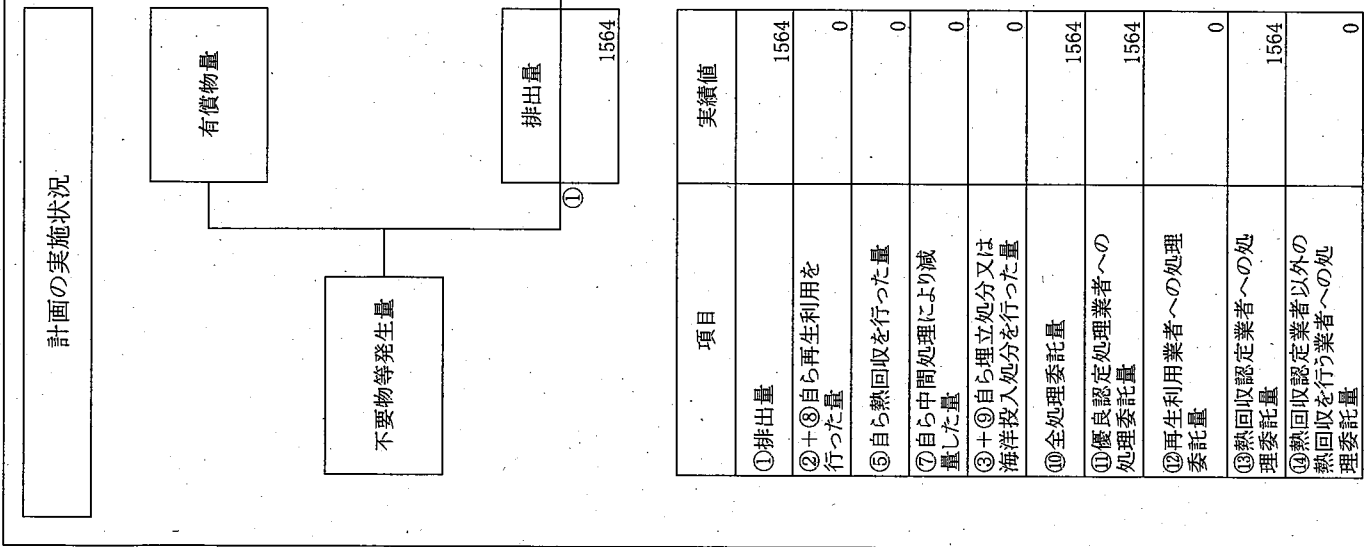 計画の実施状況
有償物量
不要物等発生量
排出量
①
1564
項目
実績値
①排出量
1564
②+⑧自ら再生利用を
行った量
0
⑤自ら熱回収を行った量
0
⑦自ら中間処理により減
量した量
0
③+⑨自ら埋立処分又は
海洋投入処分を行った量
0
⑩全処理委託量
1564
⑪優良認定処理業者への
処理委託量
1564
⑫再生利用業者への処理
委託量
0
⑬熱回収認定業者への処
理委託量
1564
⑭熱回収認定業者以外の
熱回収を行う業者への処
理委託量
0